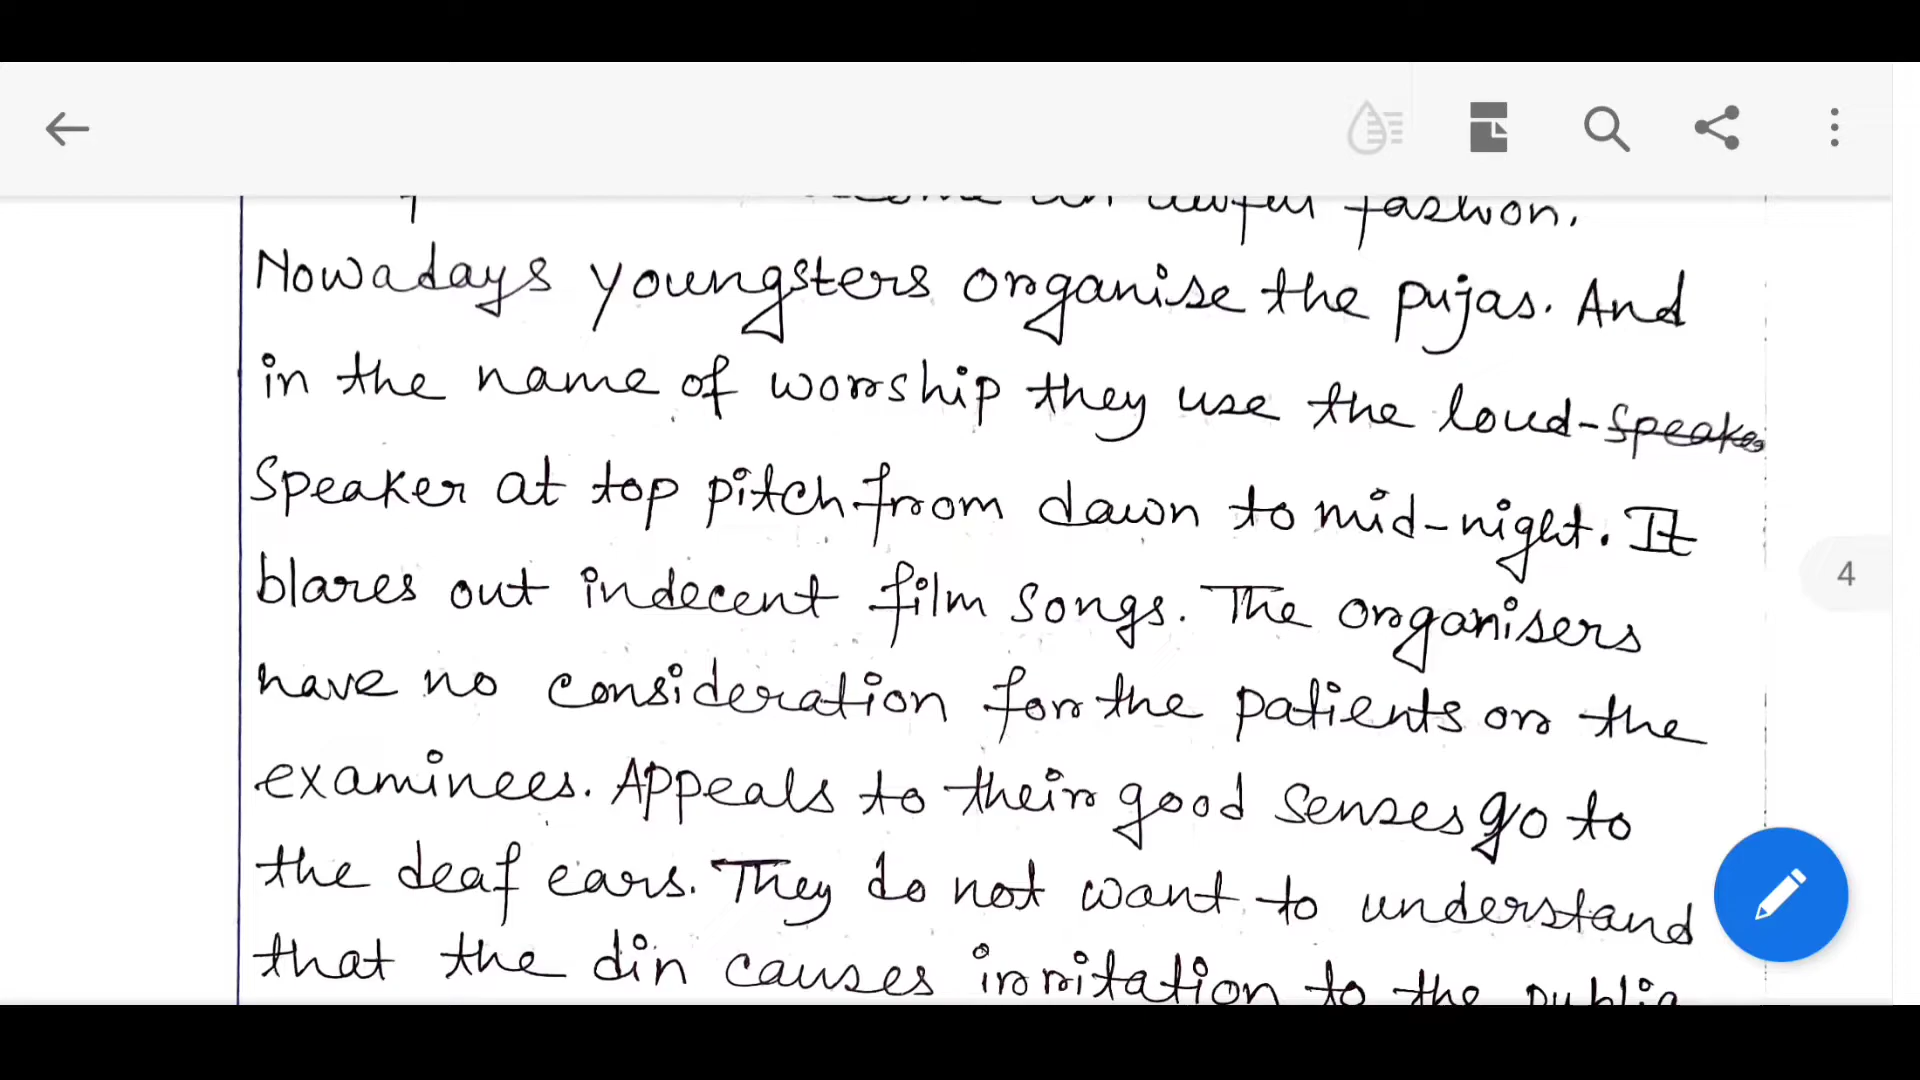 fashion.
Nowadays youngsters organise the pujas. And
in the name of worship they use the loud-
Speaker at top pitch from dawn to mid-night. It
blares out indecent film songs. The organisers
have no consideration for the patients or the
examinees. Appeals to their good senses go to
4
the deaf ears. They do not want to understand
that the din causes irritation to the public